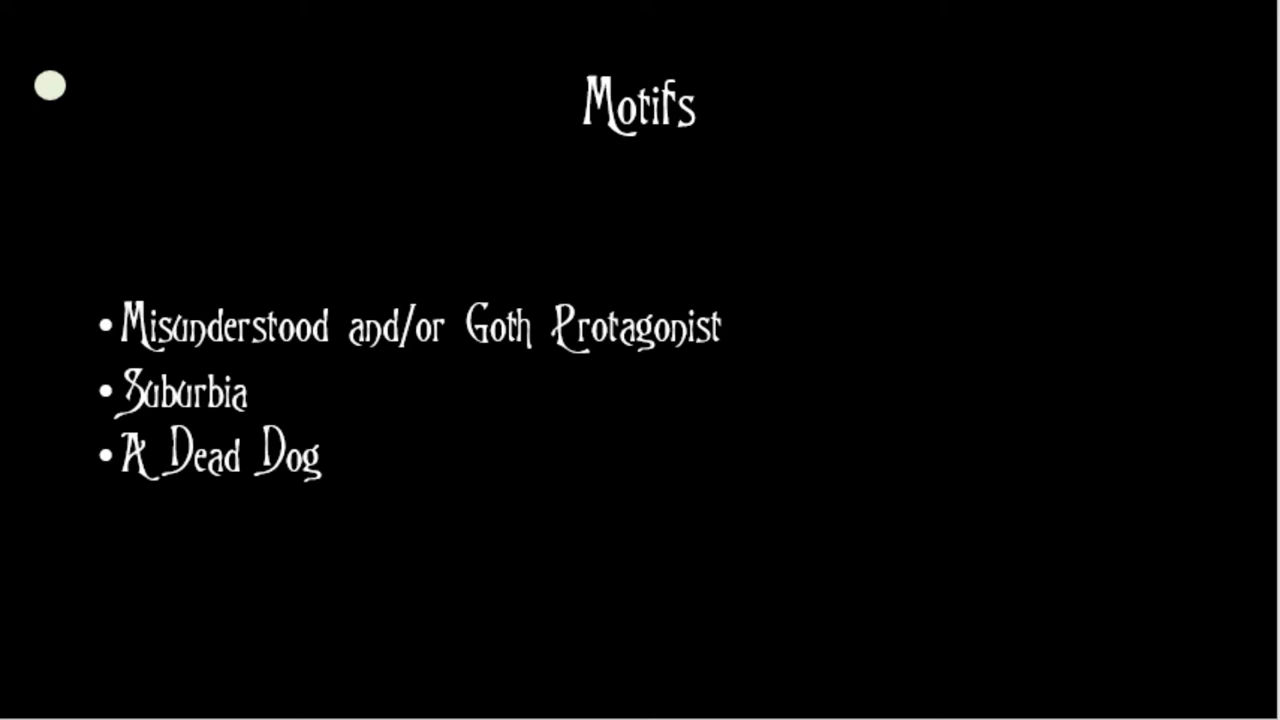 Motifs
• Misunderstood and/or Goth Protagonist
• Suburbia
• A Dead Dog